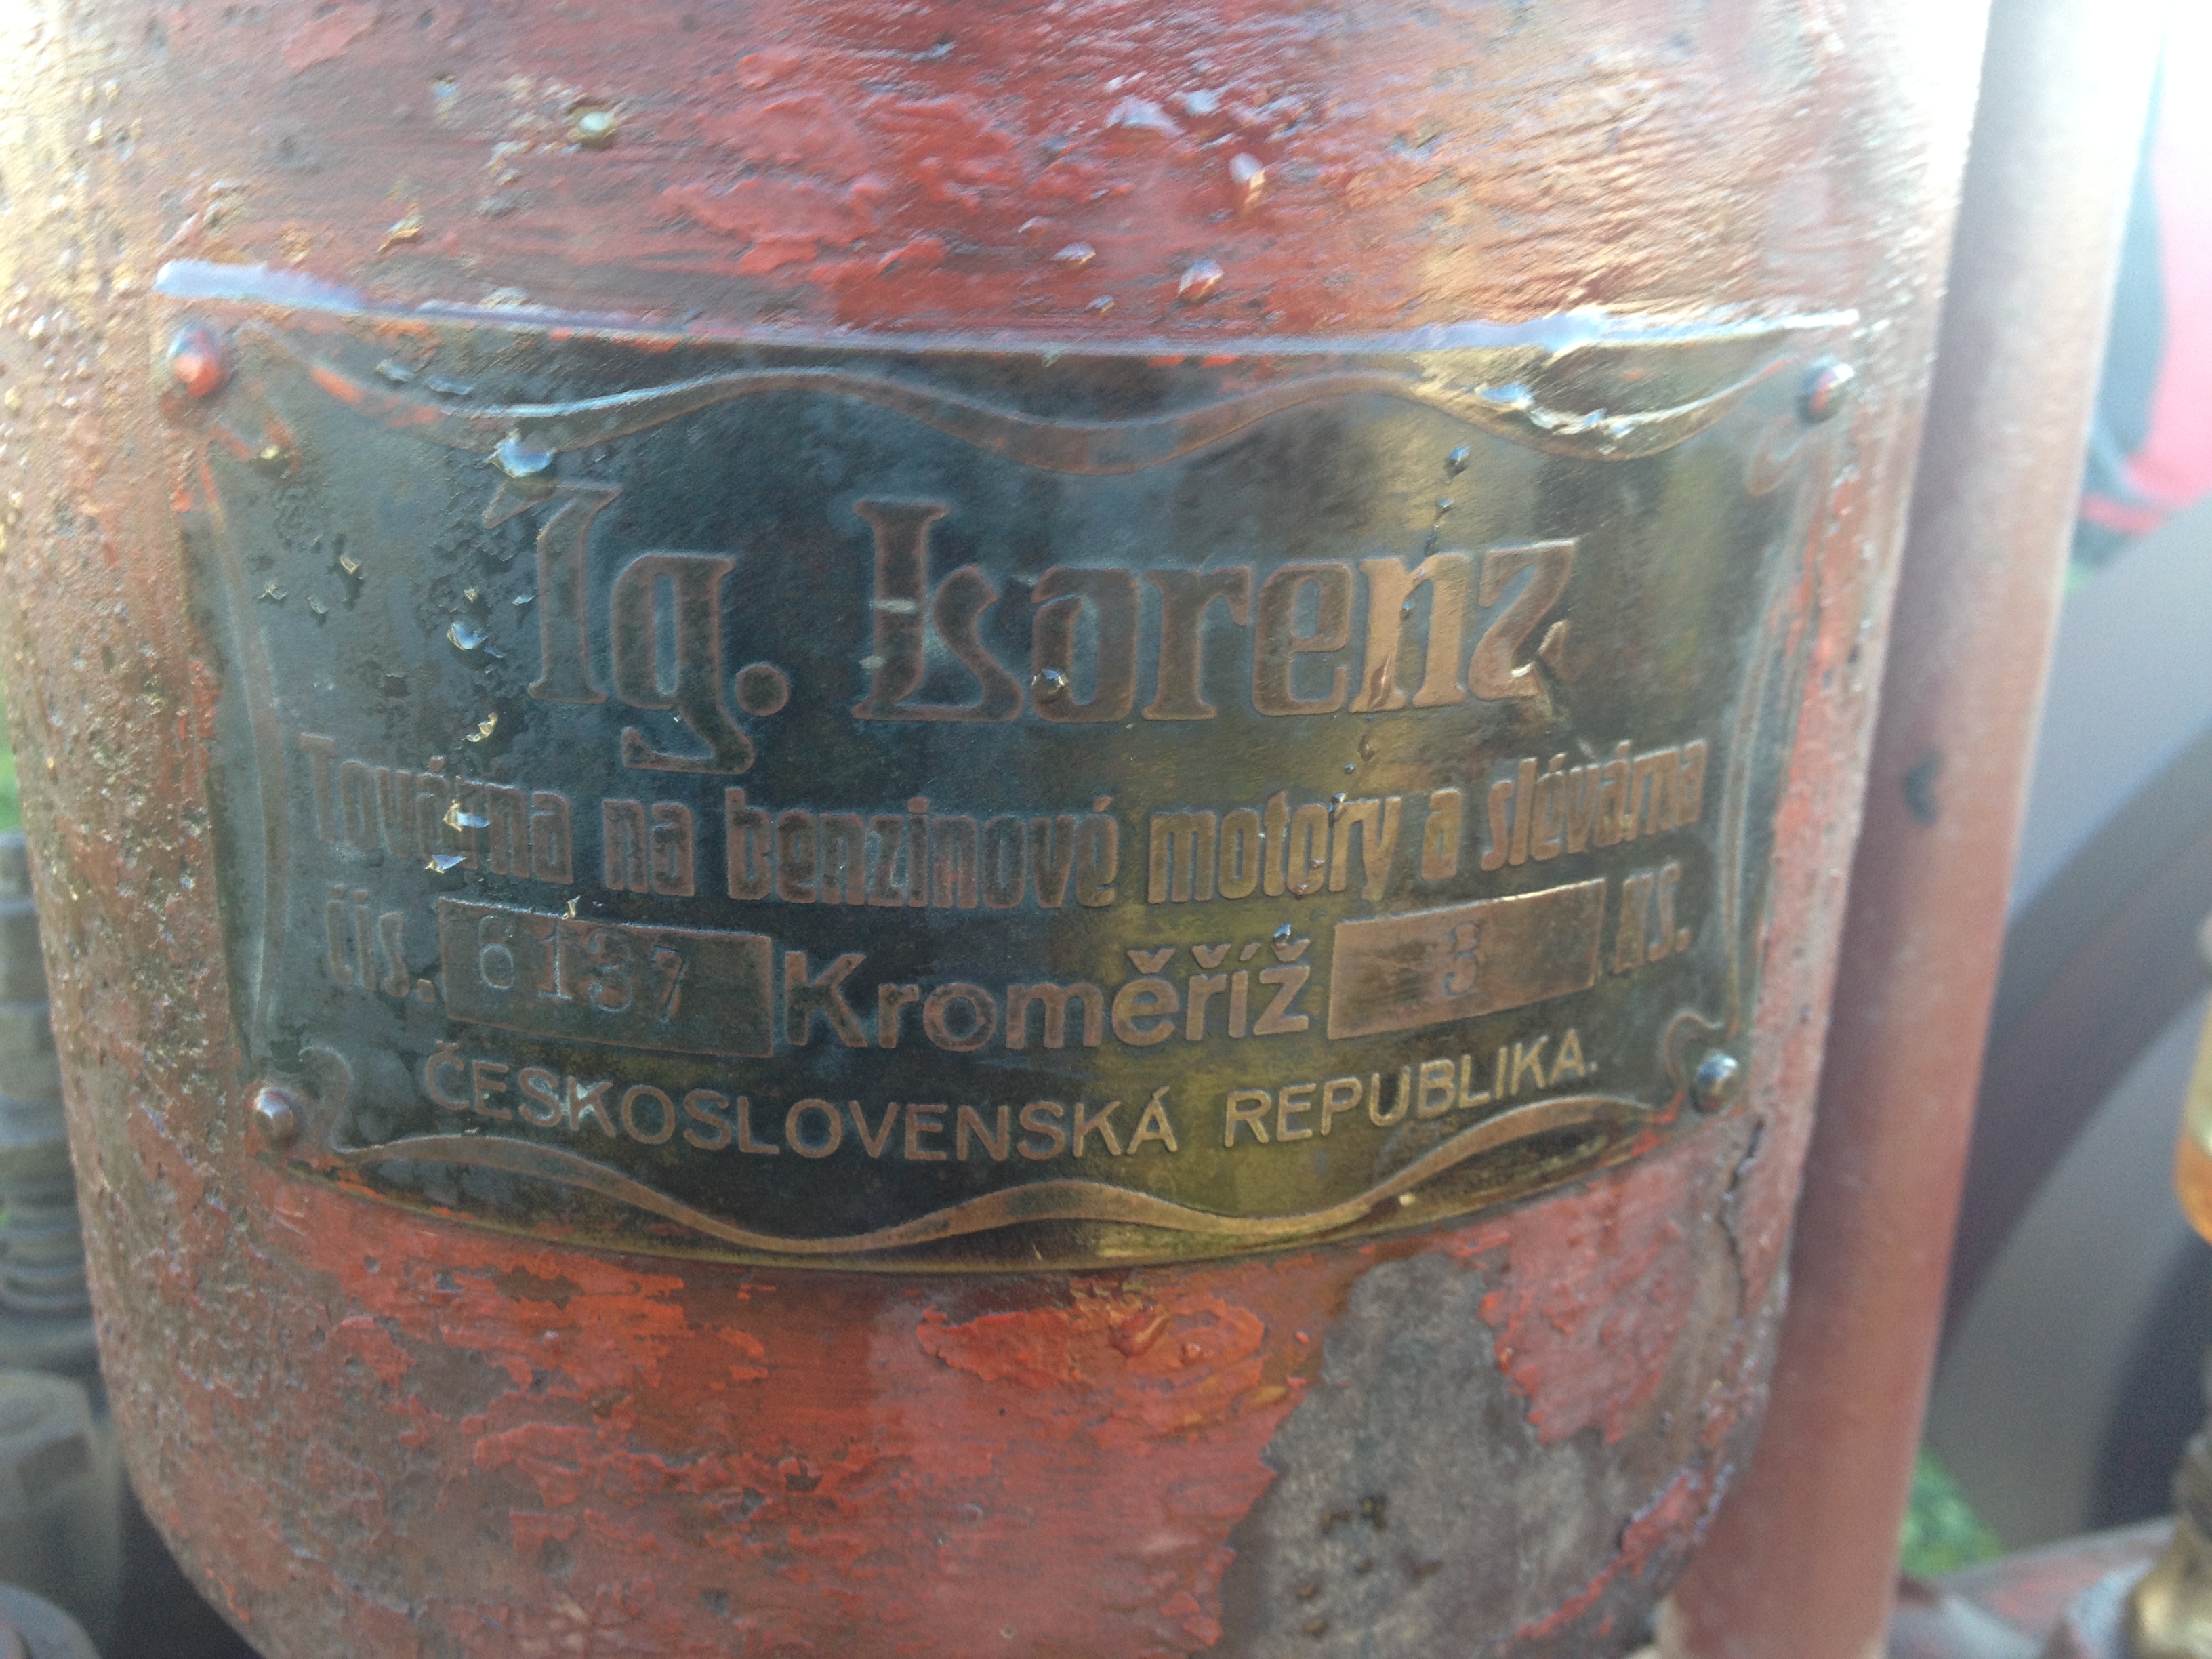 Ig. Lorenz
Továrna na benzinové motory a slévárna
čís. 6137 Kroměříž 3 KS.
ČESKOSLOVENSKÁ REPUBLIKA.